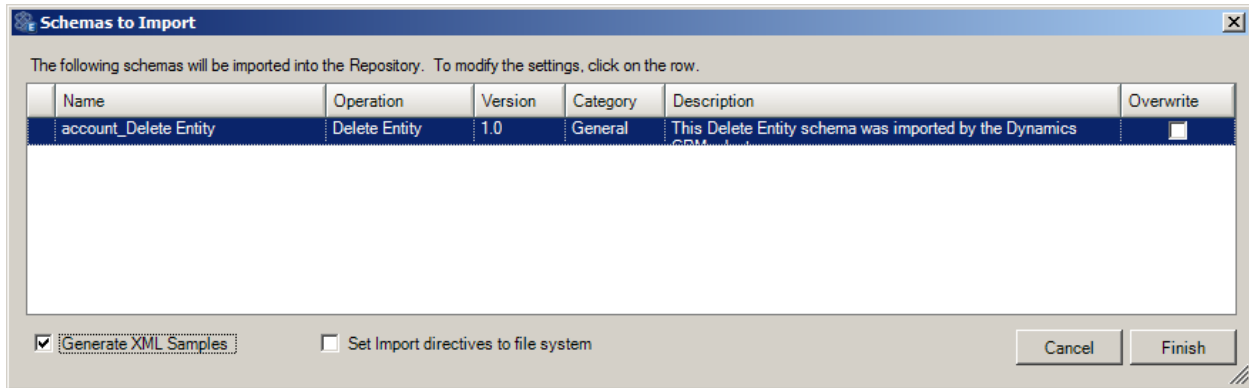 Schemas to Import
The following schemas will be imported into the Repository. To modify the settings, click on the row.
Name Operation Version Category Description Overwrite
account_Delete Entity Delete Entity 1.0 General This Delete Entity schema was imported by the Dynamics
Generate XML Samples Set Import directives to file system Cancel Finish